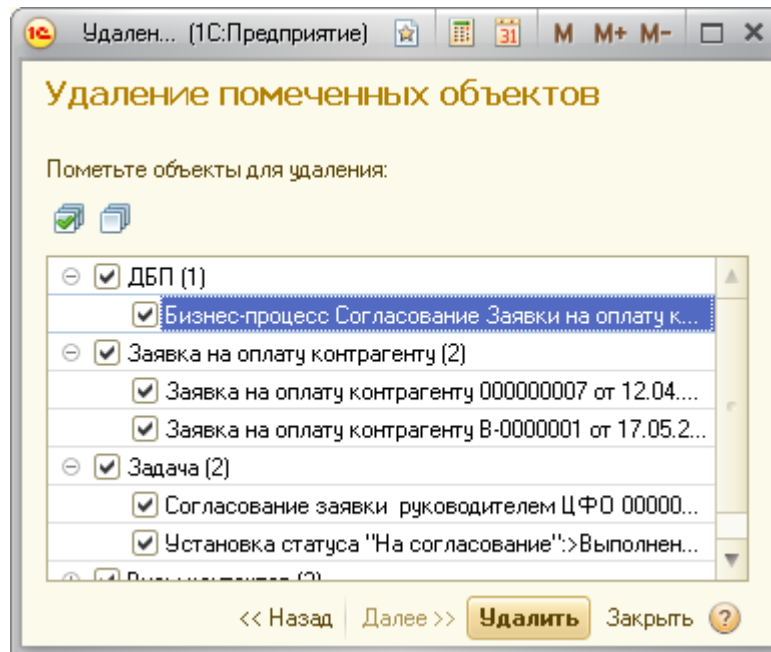 1С Удален... (1С:Предприятие) 31 M M+ M-
Удаление помеченных объектов
Пометьте объекты для удаления:
ДБП (1)
Бизнес-процесс Согласование Заявки на оплату к...
Заявка на оплату контрагенту (2)
Заявка на оплату контрагенту 000000007 от 12.04....
Заявка на оплату контрагенту В-0000001 от 17.05.2...
Задача (2)
Согласование заявки руководителем ЦФО 00000...
Установка статуса "На согласование":>Выполнен...
<< Назад Далее >> Удалить Закрыть ?